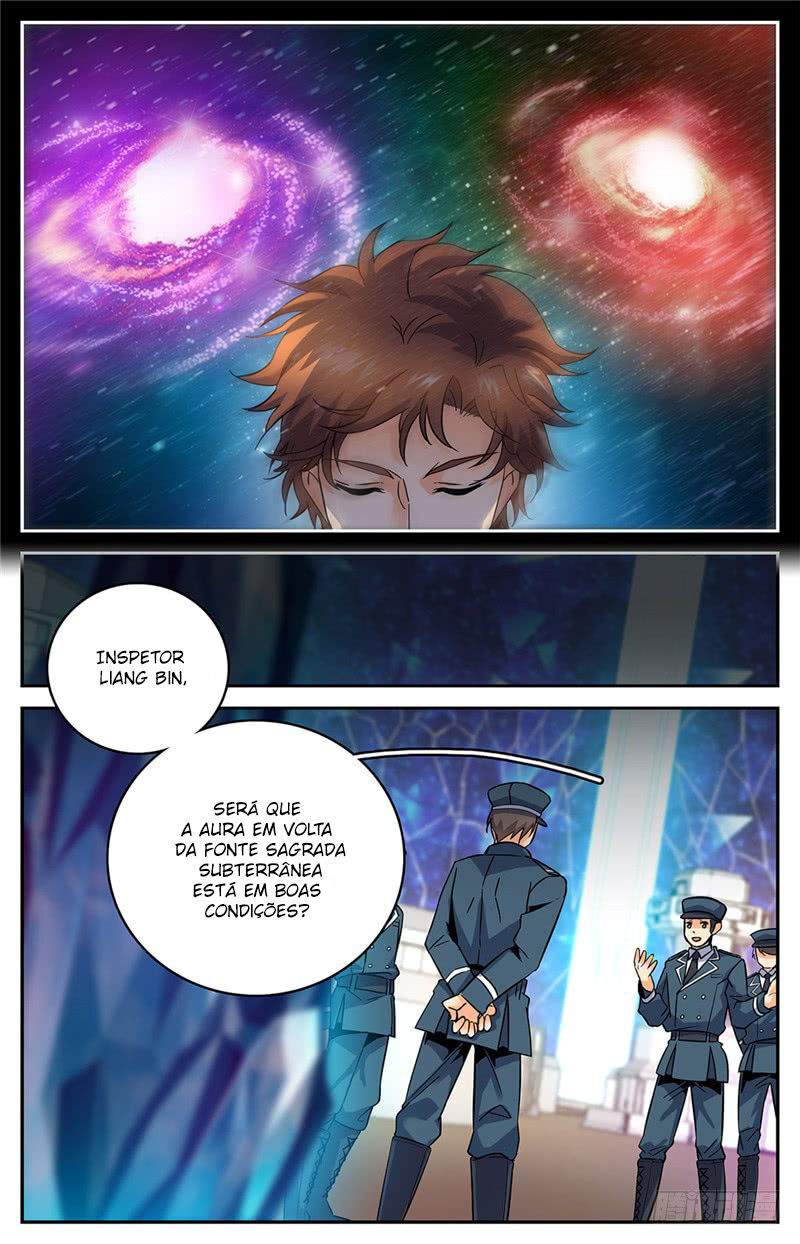 INSPETOR
LIANG BIN,
SERÁ QUE
A AURA EM VOLTA
DA FONTE SAGRADA
SUBTERRÂNEA
ESTÁ EM BOAS
CONDIÇÕES?